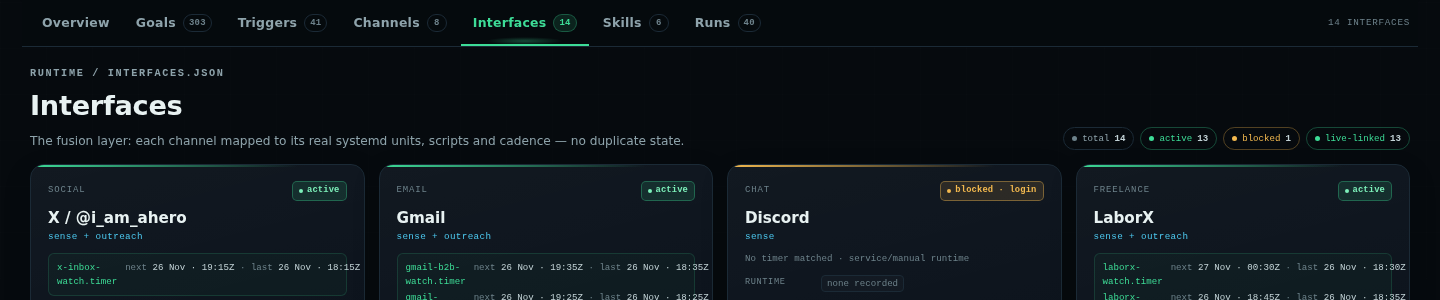 Overview Goals 303 Triggers 41 Channels 8 Interfaces 14 Skills 6 Runs 40 14 INTERFACES
RUNTIME / INTERFACES.JSON
Interfaces
The fusion layer: each channel mapped to its real systemd units, scripts and cadence — no duplicate state.
total 14 active 13 blocked 1 live-linked 13
SOCIAL active
X / @i_am_ahero
sense + outreach
x-inbox-watch.timer next 26 Nov · 19:15Z · last 26 Nov · 18:15Z
EMAIL active
Gmail
sense + outreach
gmail-b2b-watch.timer next 26 Nov · 19:35Z · last 26 Nov · 18:35Z
gmail- next 26 Nov · 19:25Z · last 26 Nov · 18:25Z
CHAT blocked · login
Discord
sense
No timer matched · service/manual runtime
RUNTIME none recorded
FREELANCE active
LaborX
sense + outreach
laborx-watch.timer next 27 Nov · 00:30Z · last 26 Nov · 18:30Z
laborx- next 26 Nov · 18:45Z · last 26 Nov · 18:35Z